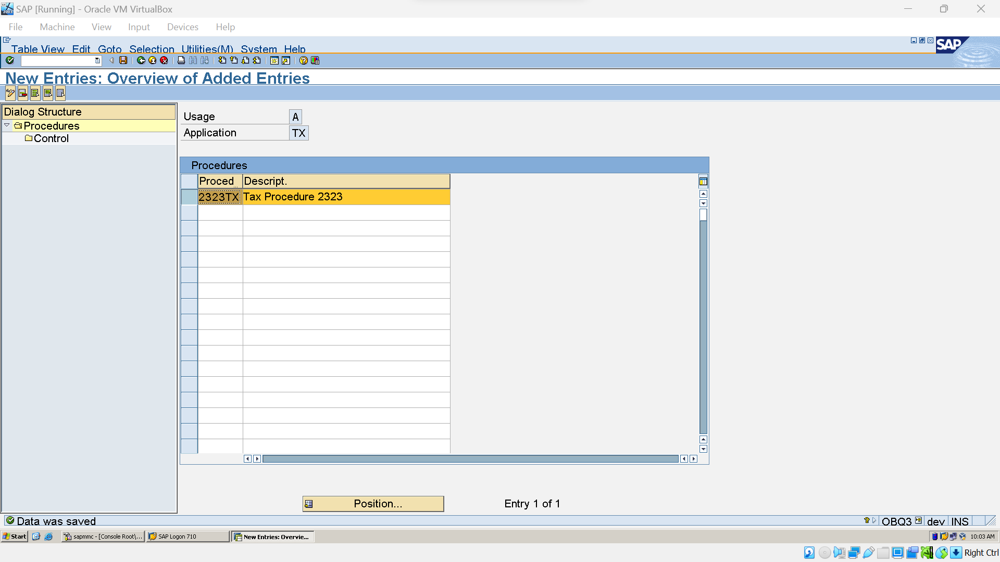 SAP [Running] - Oracle VM VirtualBox
File Machine View Input Devices Help
Table View Edit Goto Selection Utilities(M) System Help
SAP
New Entries: Overview of Added Entries
Dialog Structure
Procedures
Control
Usage A
Application TX
Procedures
Proced... Descript.
2323TX Tax Procedure 2323
Position... Entry 1 of 1
Data was saved
OBQ3 dev INS
Start sapmmc - [Console Root\... SAP Logon 710 New Entries: Overvie... 10:03 AM
Right Ctrl